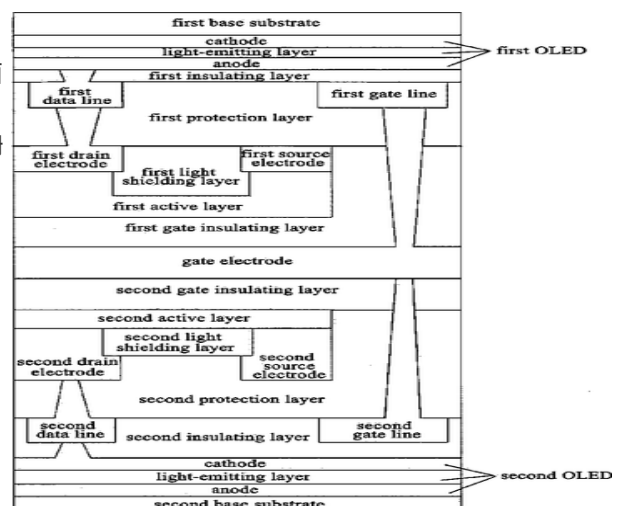 first base substrate
cathode
light-emitting layer
anode
first OLED
first insulating layer
first
data line
first gate line
first protection layer
first drain
electrode
first light
shielding layer
first source
electrode
first active layer
first gate insulating layer
gate electrode
second gate insulating layer
second active layer
second light
shielding layer
second drain
electrode
second
source
electrode
second protection layer
second
data line
second insulating layer
second
gate line
cathode
light-emitting layer
anode
second OLED
second base substrate